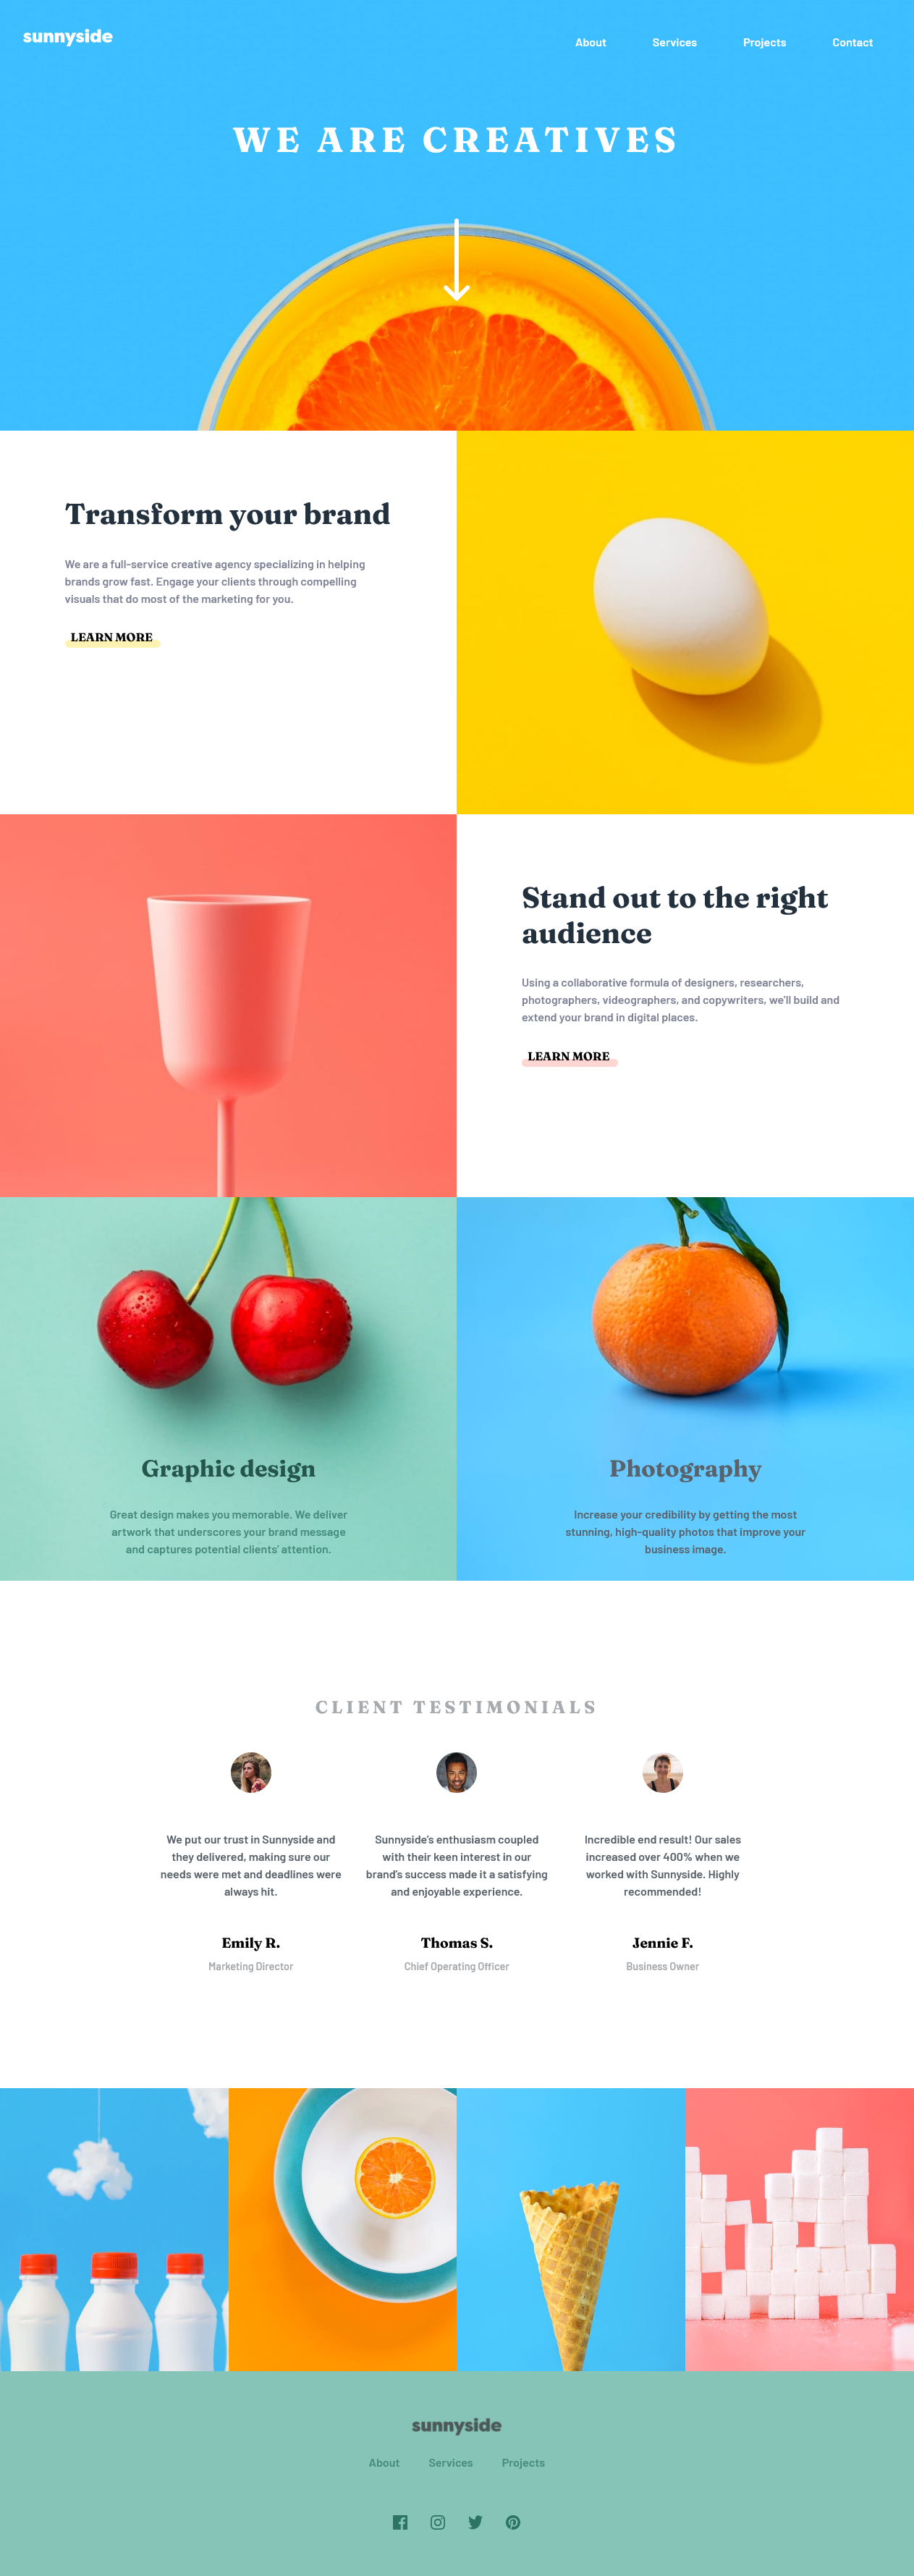 sunnyside
About Services Projects Contact
WE ARE CREATIVES
Transform your brand
We are a full-service creative agency specializing in helping
brands grow fast. Engage your clients through compelling
visuals that do most of the marketing for you.
LEARN MORE
Stand out to the right
audience
Using a collaborative formula of designers, researchers,
photographers, videographers, and copywriters, we'll build and
extend your brand in digital places.
LEARN MORE
Graphic design
Great design makes you memorable. We deliver
artwork that underscores your brand message
and captures potential clients' attention.
Photography
Increase your credibility by getting the most
stunning, high-quality photos that improve your
business image.
CLIENT TESTIMONIALS
We put our trust in Sunnyside and
they delivered, making sure our
needs were met and deadlines were
always hit.
Emily R.
Marketing Director
Sunnyside's enthusiasm coupled
with their keen interest in our
brand's success made it a satisfying
and enjoyable experience.
Thomas S.
Chief Operating Officer
Incredible end result! Our sales
increased over 400% when we
worked with Sunnyside. Highly
recommended!
Jennie F.
Business Owner
sunnyside
About Services Projects